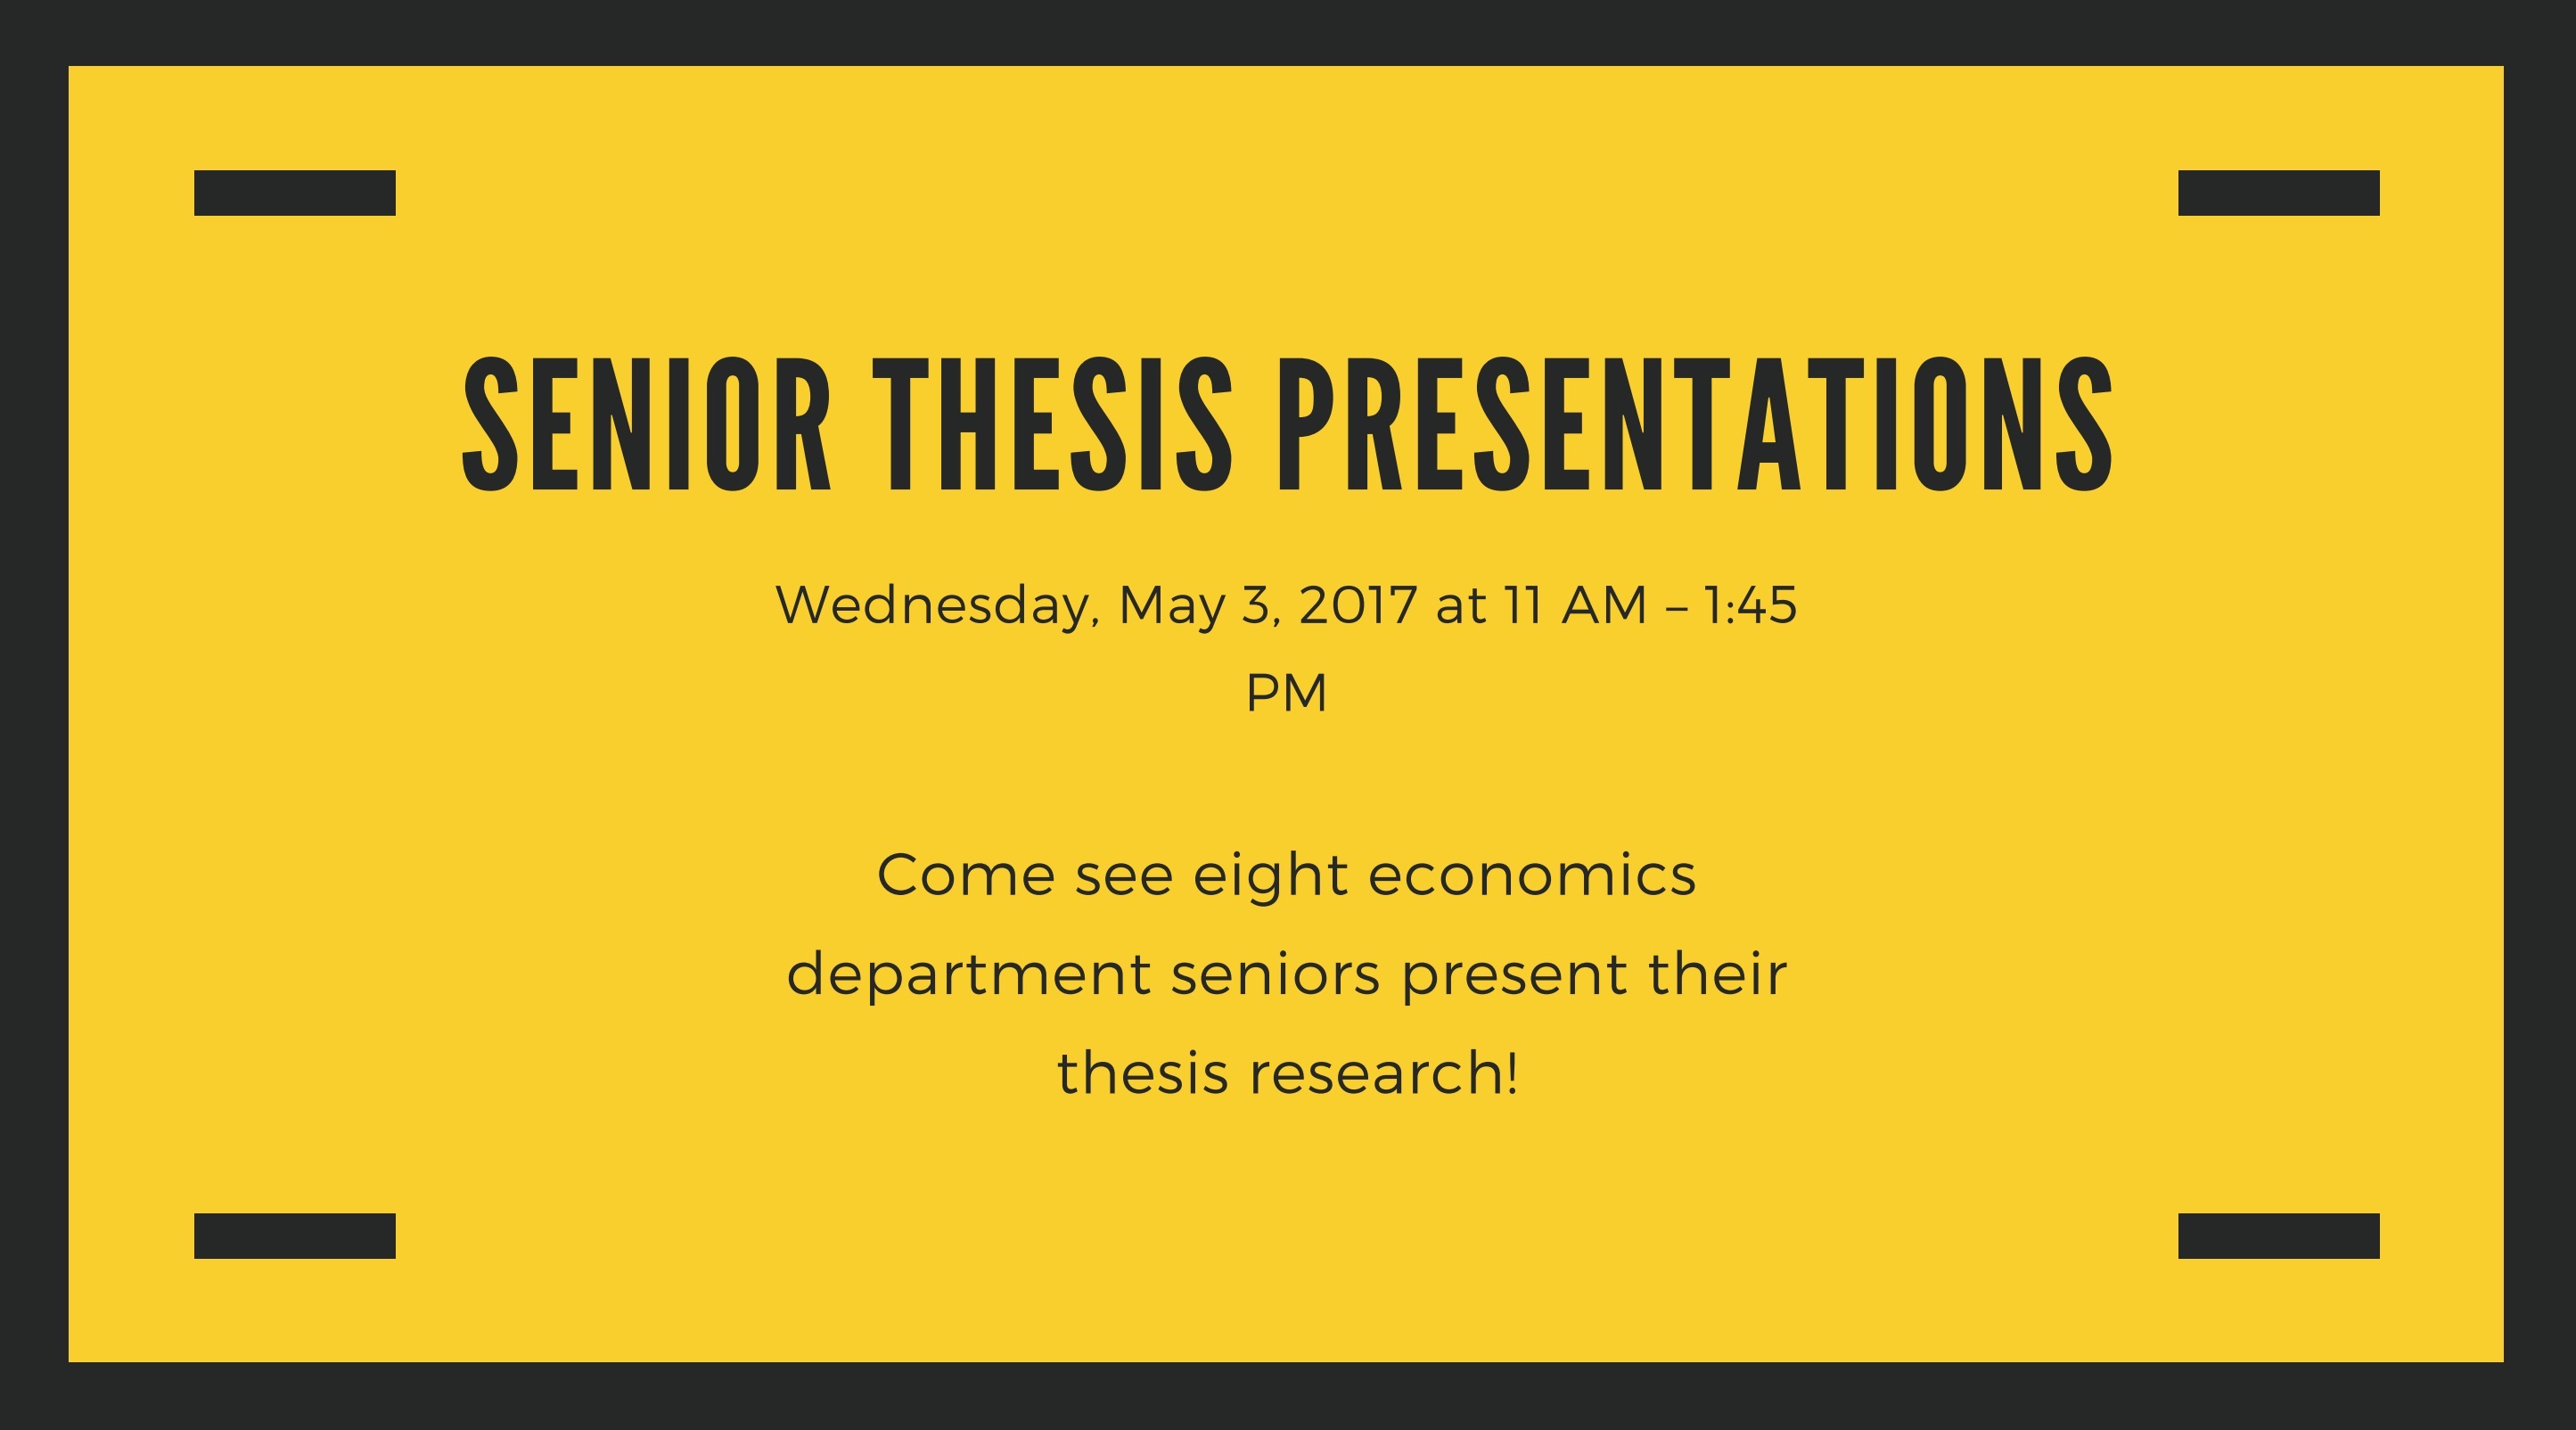 SENIOR THESIS PRESENTATIONS
Wednesday, May 3, 2017 at 11 AM – 1:45
PM
Come see eight economics
department seniors present their
thesis research!